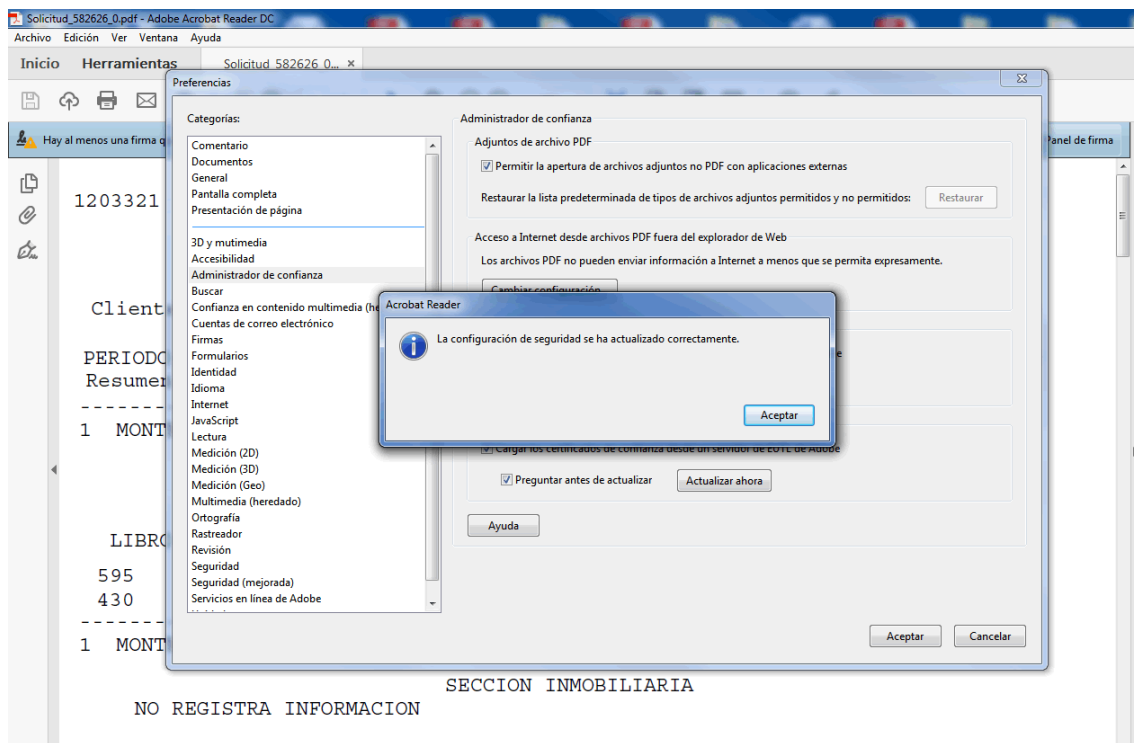 Solicitud_582626_0.pdf - Adobe Acrobat Reader DC
Archivo Edición Ver Ventana Ayuda
Inicio Herramientas Solicitud_582626_0... ×
Preferencias
Hay al menos una firma q
Panel de firma
Categorías:
Comentario
Documentos
General
Pantalla completa
Presentación de página
3D y mutimedia
Accesibilidad
Administrador de confianza
Buscar
Confianza en contenido multimedia (he
Cuentas de correo electrónico
Firmas
Formularios
Identidad
Idioma
Internet
JavaScript
Lectura
Medición (2D)
Medición (3D)
Medición (Geo)
Multimedia (heredado)
Ortografía
Rastreador
Revisión
Seguridad
Seguridad (mejorada)
Servicios en línea de Adobe
Administrador de confianza
Adjuntos de archivo PDF
Permitir la apertura de archivos adjuntos no PDF con aplicaciones externas
Restaurar la lista predeterminada de tipos de archivos adjuntos permitidos y no permitidos: Restaurar
Acceso a Internet desde archivos PDF fuera del explorador de Web
Los archivos PDF no pueden enviar información a Internet a menos que se permita expresamente.
Cambiar configuración...
Acrobat Reader
La configuración de seguridad se ha actualizado correctamente.
Aceptar
Cargar los certificados de confianza desde un servidor de EUTL de Adobe
Preguntar antes de actualizar Actualizar ahora
Ayuda
Aceptar Cancelar
1203321
Client
PERIODO
Resumen
--------
1 MONT
LIBRO
595
430
--------
1 MONT
SECCION INMOBILIARIA
NO REGISTRA INFORMACION